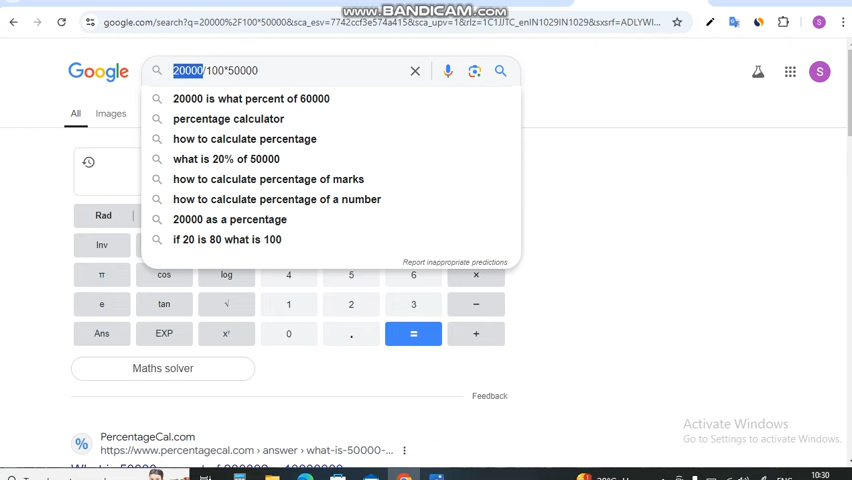 www.BANDICAM.com
google.com/search?q=20000%2F100*50000&sca_esv=7742ccf3e574a415&sca_upv=1&rlz=1C1JJTC_enIN1029IN1029&sxsrf=ADLYWI...
S
Google
20000/100*50000
S
20000 is what percent of 60000
All Images
percentage calculator
how to calculate percentage
what is 20% of 50000
how to calculate percentage of marks
how to calculate percentage of a number
20000 as a percentage
if 20 is 80 what is 100
Report inappropriate predictions
Rad
Inv
π cos log 4 5 6 ×
e tan √ 1 2 3 −
Ans EXP xʸ 0 . = +
Maths solver
Feedback
% PercentageCal.com
https://www.percentagecal.com › answer › what-is-50000-...
Activate Windows
Go to Settings to activate Windows.
ENG
10:30